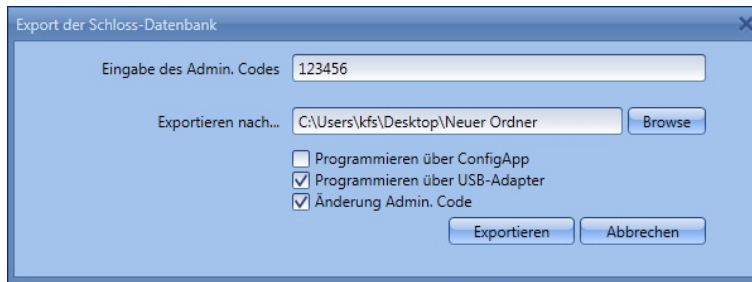 Export der Schloss-Datenbank
Eingabe des Admin. Codes 123456
Exportieren nach... C:\Users\kfs\Desktop\Neuer Ordner Browse
Programmieren über ConfigApp
Programmieren über USB-Adapter
Änderung Admin. Code
Exportieren Abbrechen